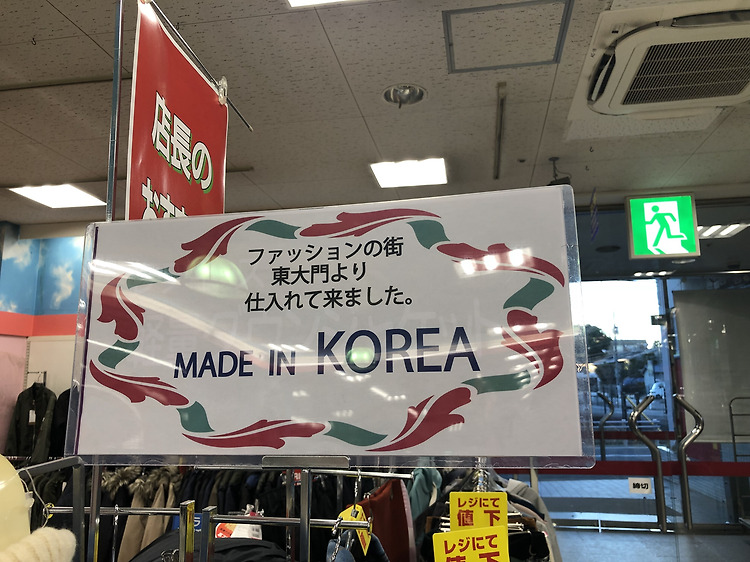 店長の
ファッションの街
東大門より
仕入れて来ました。
MADE IN KOREA
締切
レジにて
値下
レジにて
値下